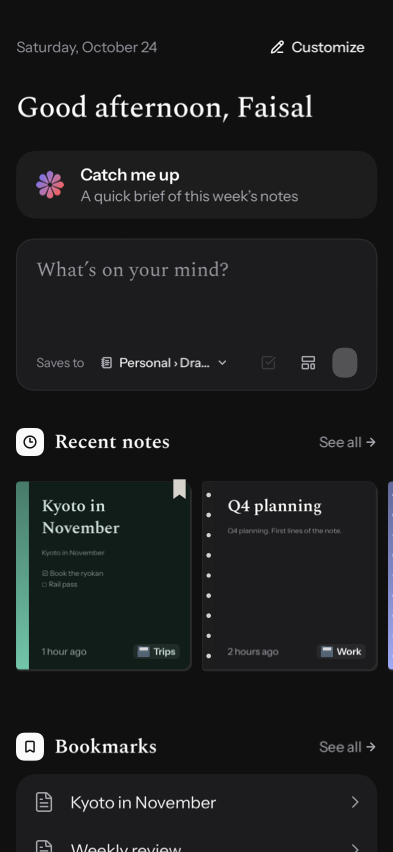 Saturday, October 24
Customize
Good afternoon, Faisal
Catch me up
A quick brief of this week's notes
What's on your mind?
Saves to
Personal › Dra...
Recent notes
See all →
Kyoto in
November
Kyoto in November
☑ Book the ryokan
☐ Rail pass
1 hour ago
Trips
Q4 planning
Q4 planning. First lines of the note.
2 hours ago
Work
Bookmarks
See all →
Kyoto in November
Weekly review